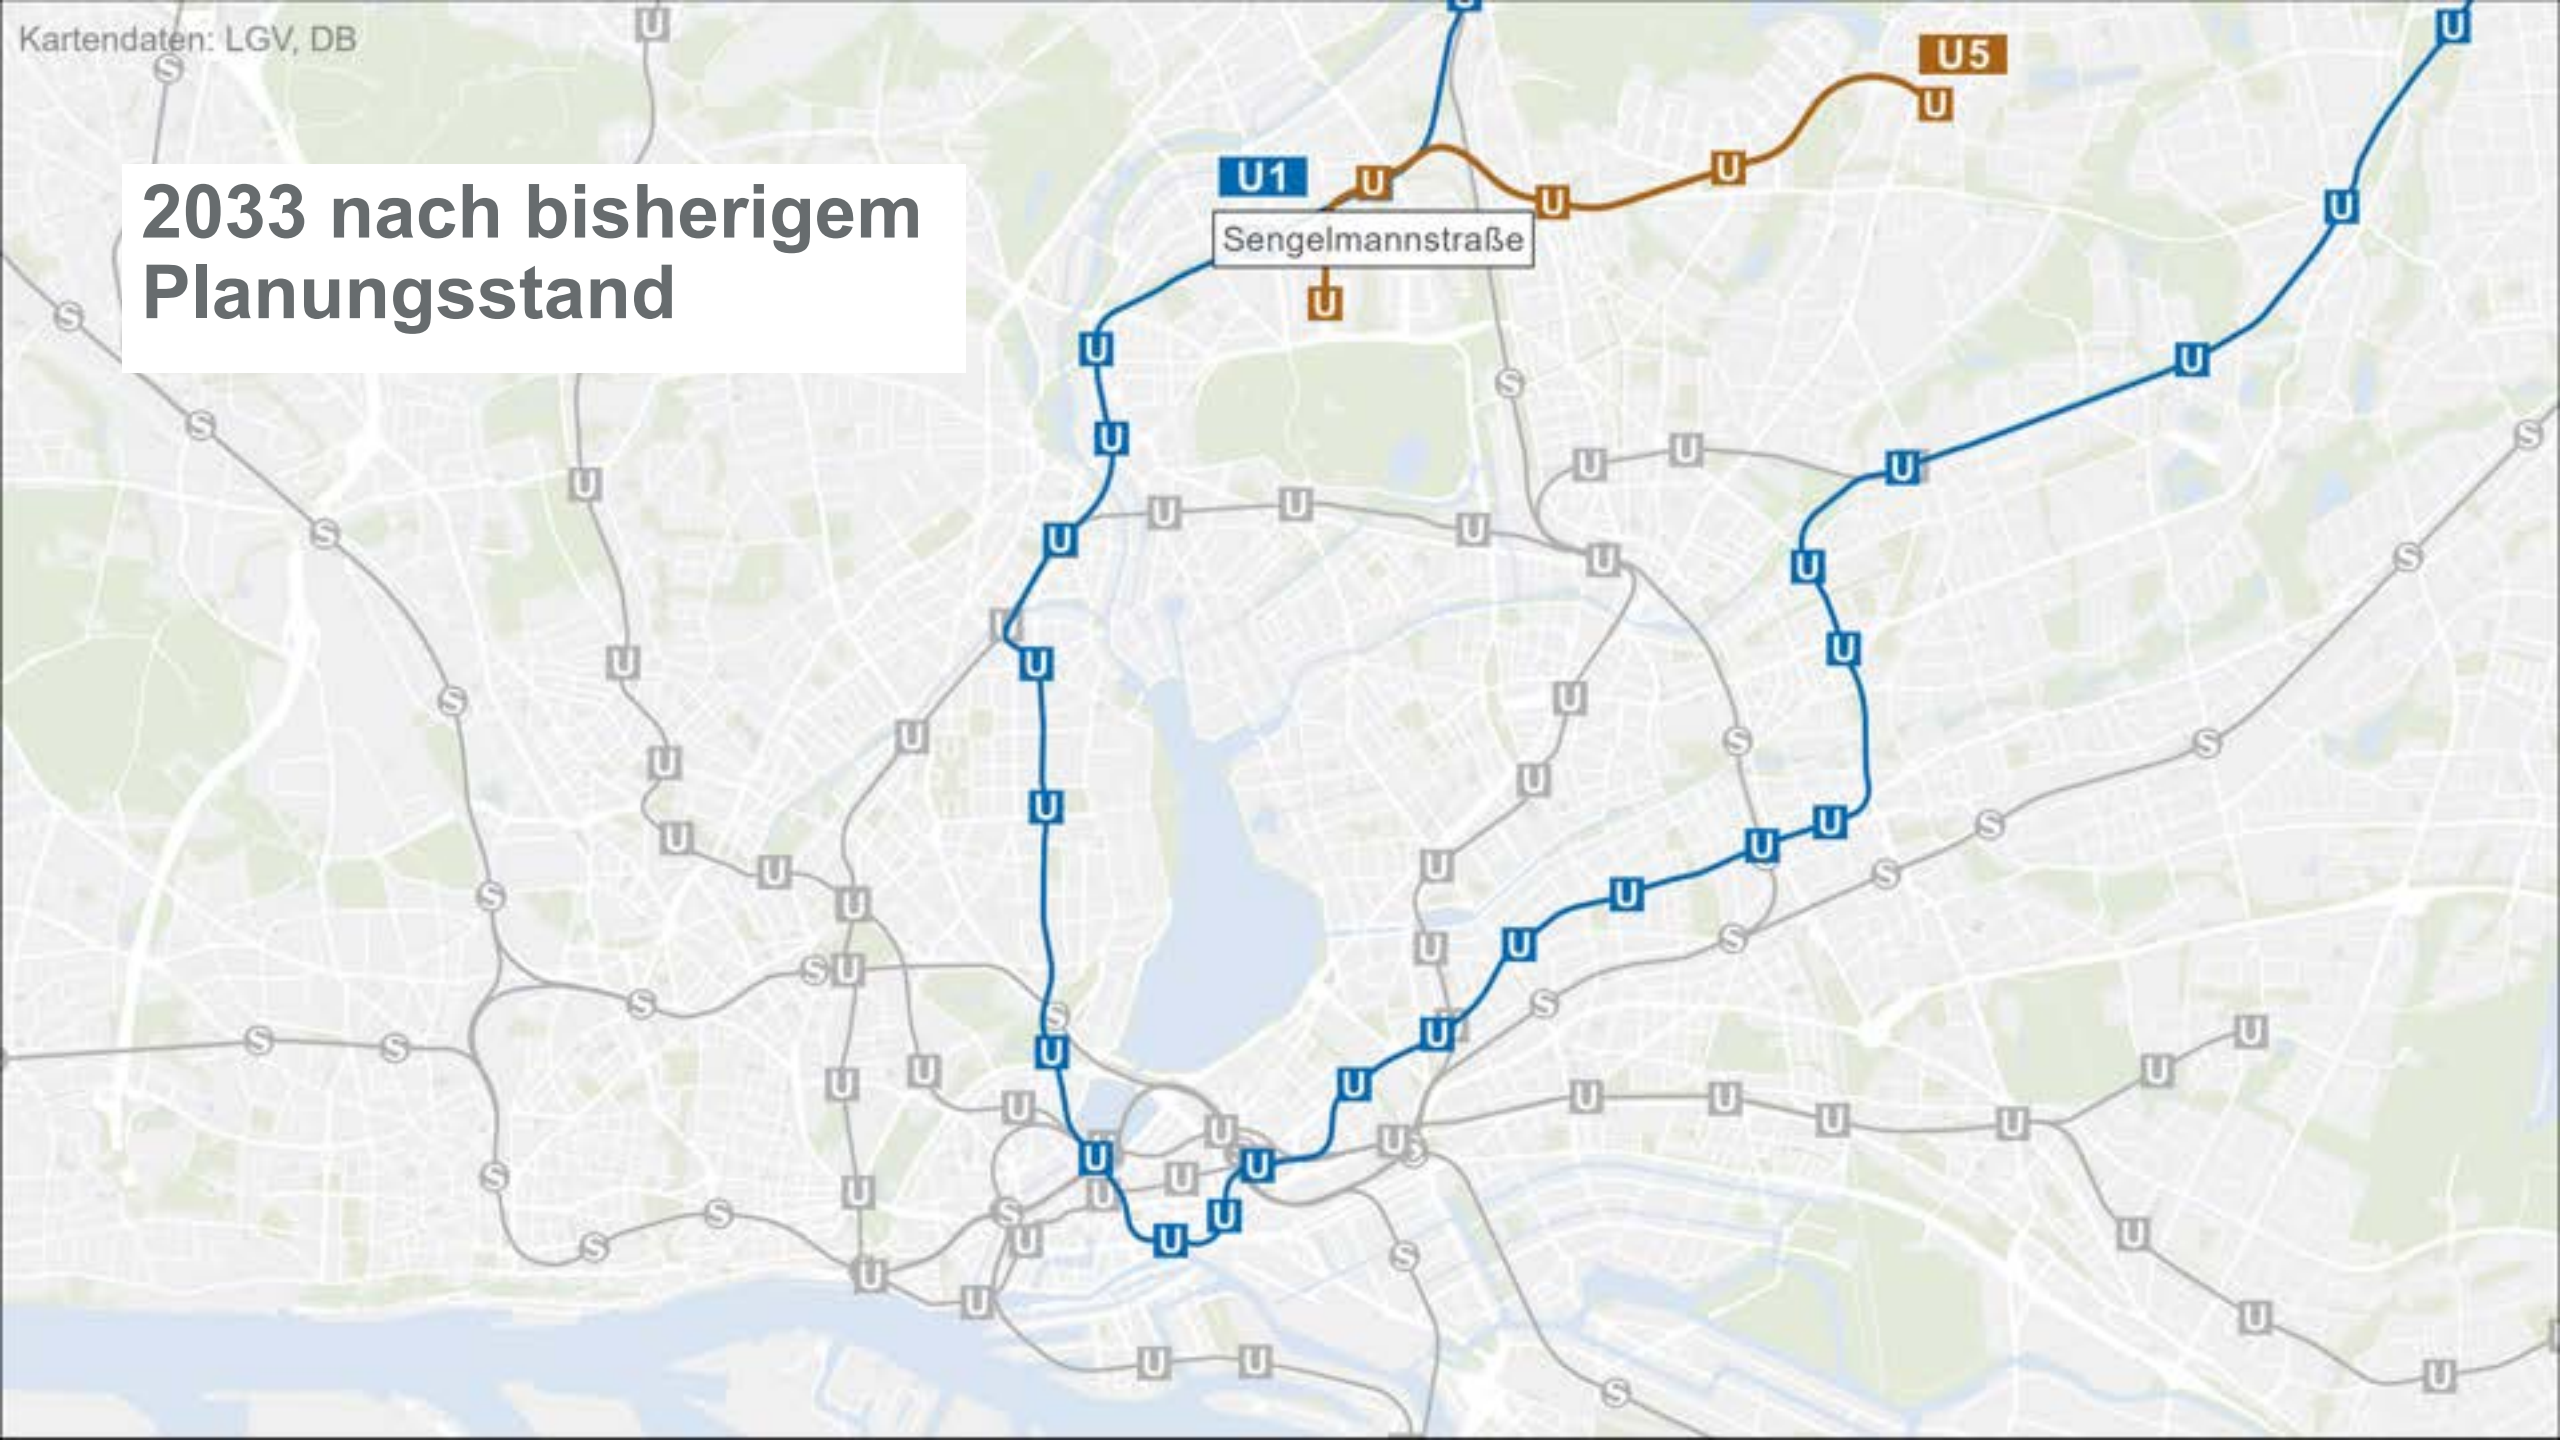 Kartendaten: LGV, DB
U5
U1
2033 nach bisherigem
Planungsstand
Sengelmannstraße